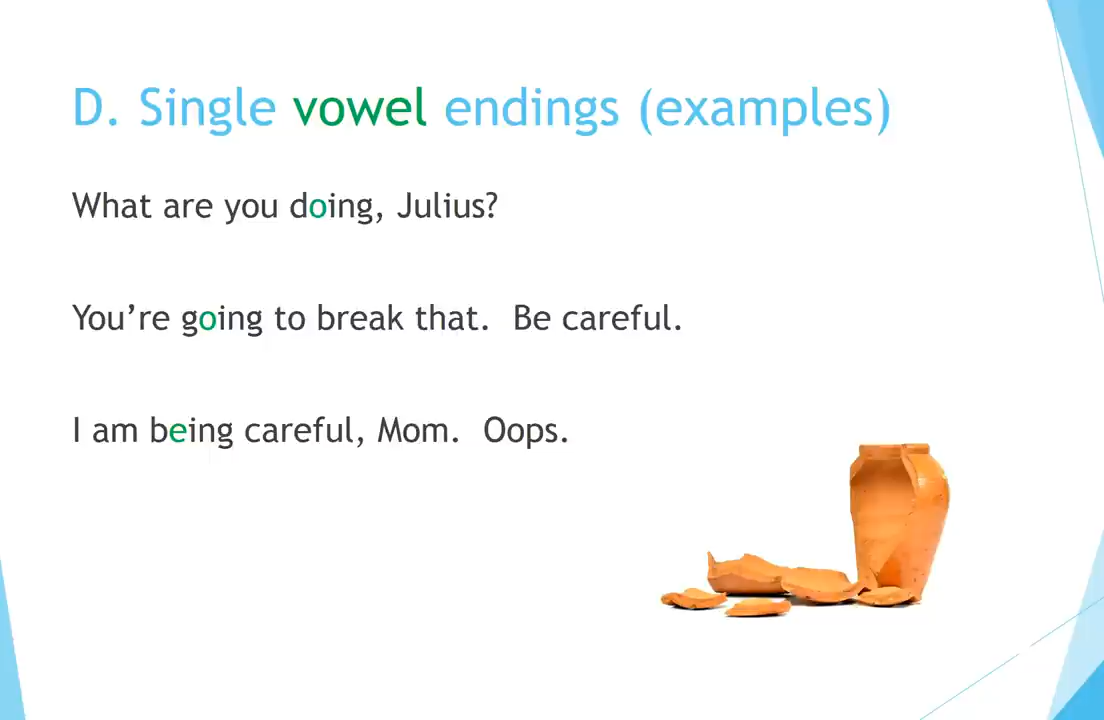 D. Single vowel endings (examples)
What are you doing, Julius?
You’re going to break that.  Be careful.
I am being careful, Mom.  Oops.